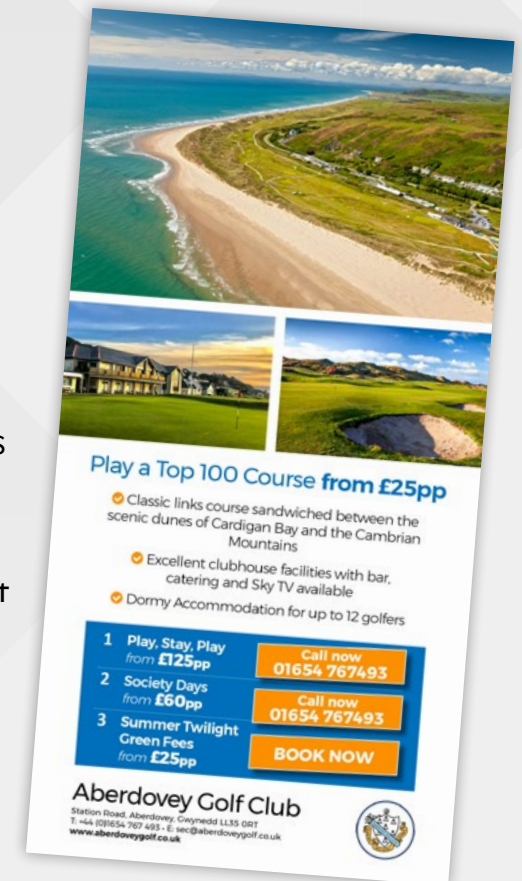 s
t
Play a Top 100 Course from £25pp
Classic links course sandwiched between the
scenic dunes of Cardigan Bay and the Cambrian
Mountains
Excellent clubhouse facilities with bar,
catering and Sky TV available
Dormy Accommodation for up to 12 golfers
1 Play, Stay, Play
from £125pp
Call now
01654 767493
2 Society Days
from £60pp
Call now
01654 767493
3 Summer Twilight
Green Fees
from £25pp
BOOK NOW
Aberdovey Golf Club
Station Road, Aberdovey, Gwynedd LL35 0RT
T: +44 (0)1654 767 493 - E: sec@aberdoveygolf.co.uk
www.aberdoveygolf.co.uk